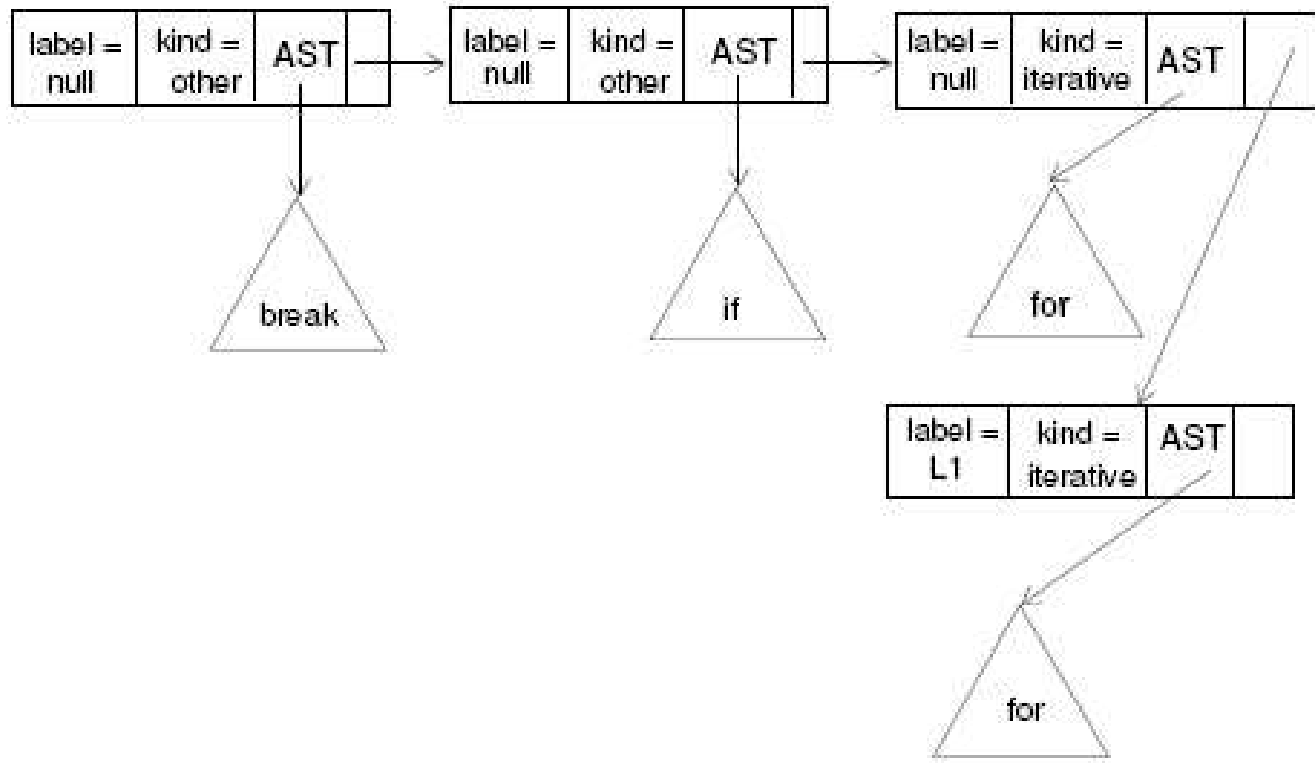 label =
null
kind =
other
AST
label =
null
kind =
other
AST
label =
null
kind =
iterative
AST
break
if
for
label =
L1
kind =
iterative
AST
for